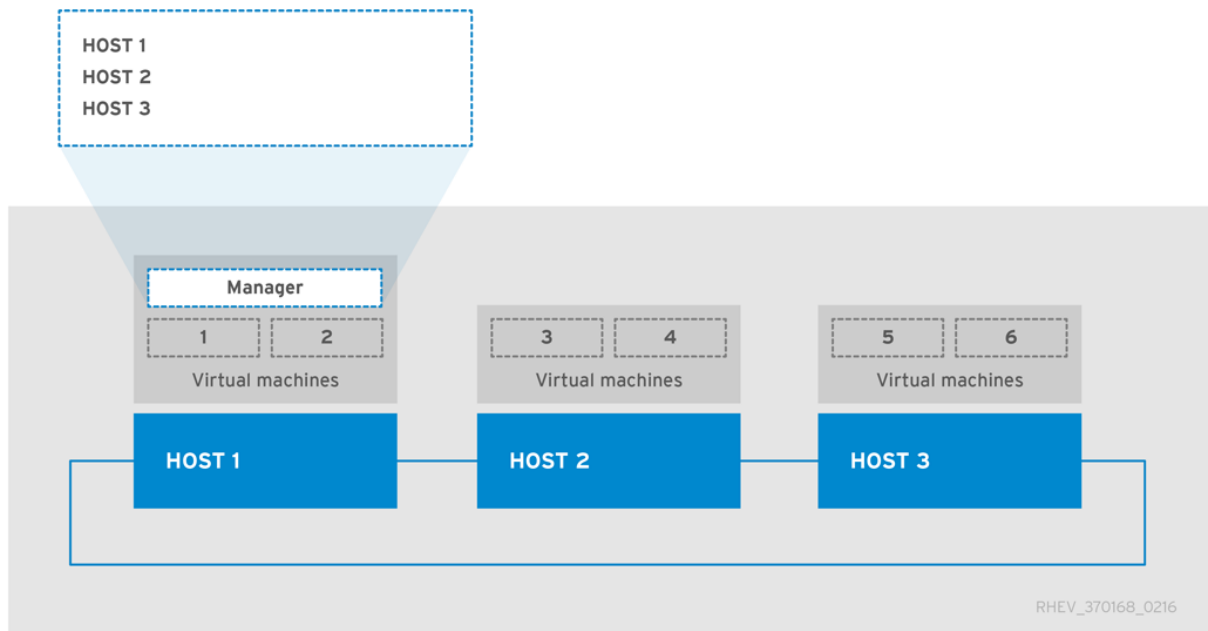 HOST 1
HOST 2
HOST 3
Manager
1 2
Virtual machines
3 4
Virtual machines
5 6
Virtual machines
HOST 1
HOST 2
HOST 3
RHEV_370168_0216